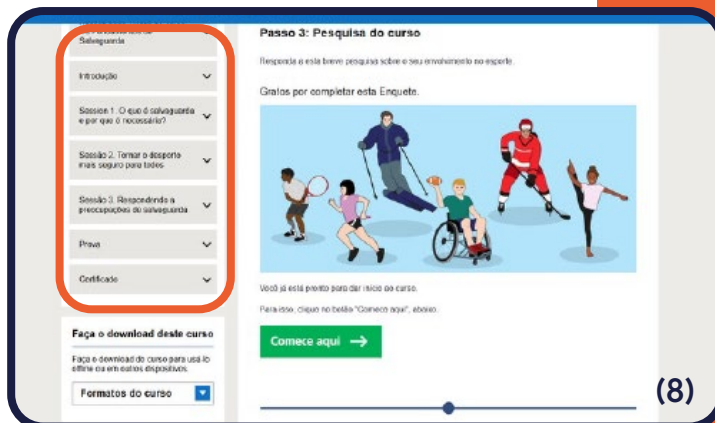 Salvaguarda
Introdução
Session 1. O que é salvaguarda
e por que é necessário?
Sessão 2. Tornar o desporto
mais seguro para todos
Sessão 3. Respondendo a
preocupações de salvaguarda
Prova
Certificado
Faça o download deste curso
Faça o download do curso para usá-lo
offline ou em outros dispositivos.
Formatos do curso
Passo 3: Pesquisa do curso
Responda a esta breve pesquisa sobre o seu envolvimento no esporte.
Gratos por completar esta Enquete.
Você já está pronto para dar início ao curso.
Para isso, clique no botão "Comece aqui", abaixo.
Comece aqui
(8)